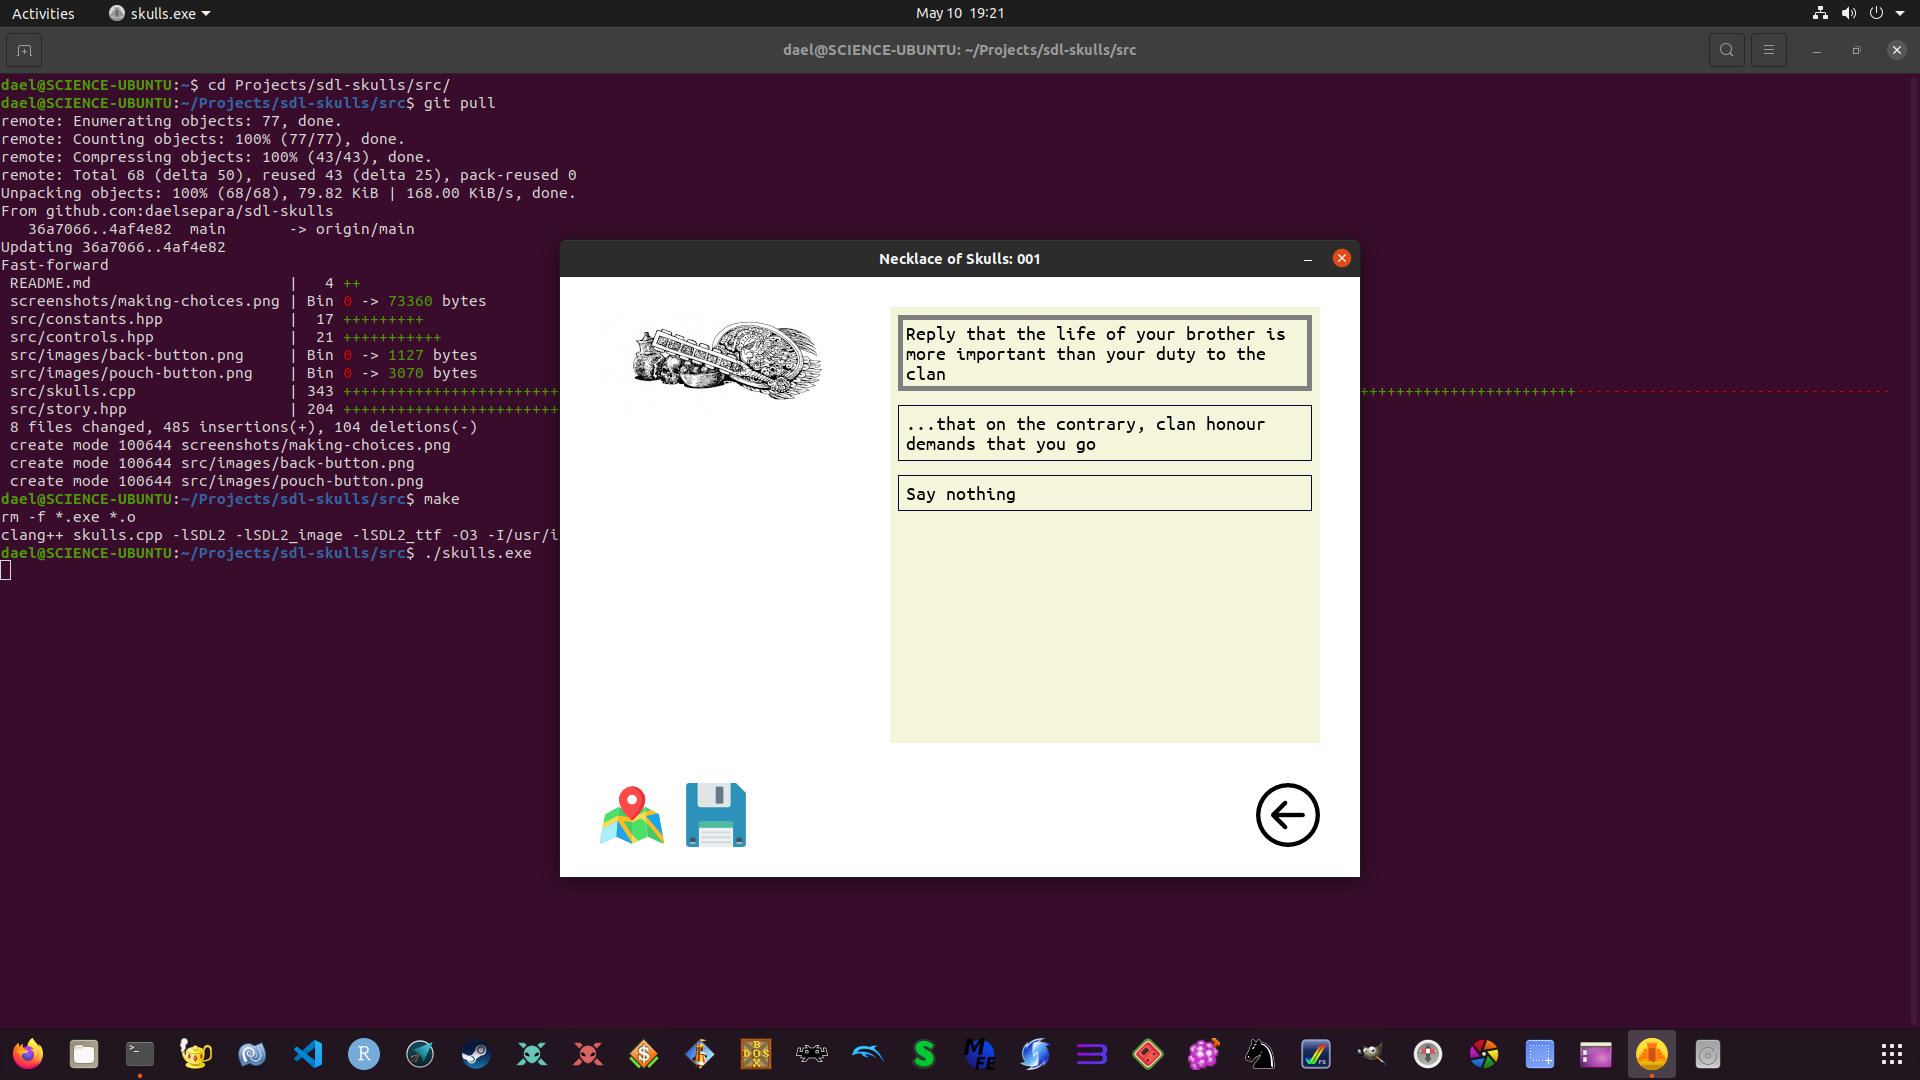 Activities skulls.exe May 10 19:21
dael@SCIENCE-UBUNTU: ~/Projects/sdl-skulls/src
dael@SCIENCE-UBUNTU:~$ cd Projects/sdl-skulls/src/
dael@SCIENCE-UBUNTU:~/Projects/sdl-skulls/src$ git pull
remote: Enumerating objects: 77, done.
remote: Counting objects: 100% (77/77), done.
remote: Compressing objects: 100% (43/43), done.
remote: Total 68 (delta 50), reused 43 (delta 25), pack-reused 0
Unpacking objects: 100% (68/68), 79.82 KiB | 168.00 KiB/s, done.
From github.com:daelsepara/sdl-skulls
36a7066..4af4e82  main       -> origin/main
Updating 36a7066..4af4e82
Fast-forward
README.md                        |   4 ++
screenshots/making-choices.png | Bin 0 -> 73360 bytes
src/constants.hpp              |  17 +++++++++
src/controls.hpp               |  21 +++++++++++
src/images/back-button.png     | Bin 0 -> 1127 bytes
src/images/pouch-button.png    | Bin 0 -> 3070 bytes
src/skulls.cpp                 | 343 ++++++++++++++++++++++++
src/story.hpp                  | 204 ++++++++++++++++++++++++
8 files changed, 485 insertions(+), 104 deletions(-)
create mode 100644 screenshots/making-choices.png
create mode 100644 src/images/back-button.png
create mode 100644 src/images/pouch-button.png
dael@SCIENCE-UBUNTU:~/Projects/sdl-skulls/src$ make
rm -f *.exe *.o
clang++ skulls.cpp -lSDL2 -lSDL2_image -lSDL2_ttf -O3 -I/usr/i
dael@SCIENCE-UBUNTU:~/Projects/sdl-skulls/src$ ./skulls.exe
Necklace of Skulls: 001
Reply that the life of your brother is
more important than your duty to the
clan
...that on the contrary, clan honour
demands that you go
Say nothing